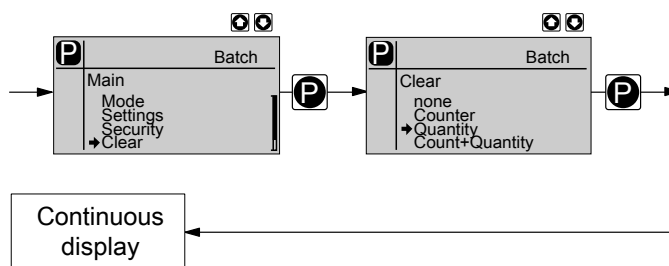 P Batch
Main
Mode
Settings
Security
Clear
P
P Batch
Clear
none
Counter
Quantity
Count+Quantity
P
Continuous
display